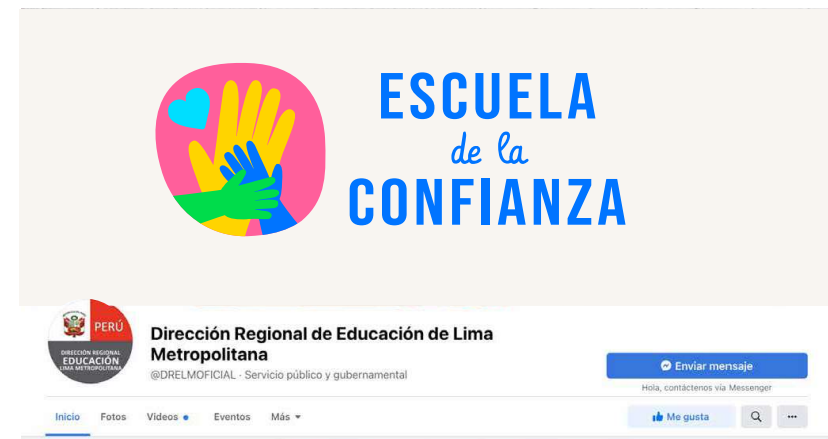 ESCUELA
de la
CONFIANZA
PERÚ
DIRECCIÓN REGIONAL
EDUCACIÓN
LIMA METROPOLITANA
Dirección Regional de Educación de Lima
Metropolitana
@DRELMOFICIAL · Servicio público y gubernamental
Enviar mensaje
Hola, contáctenos vía Messenger
Inicio Fotos Videos Eventos Más
Me gusta